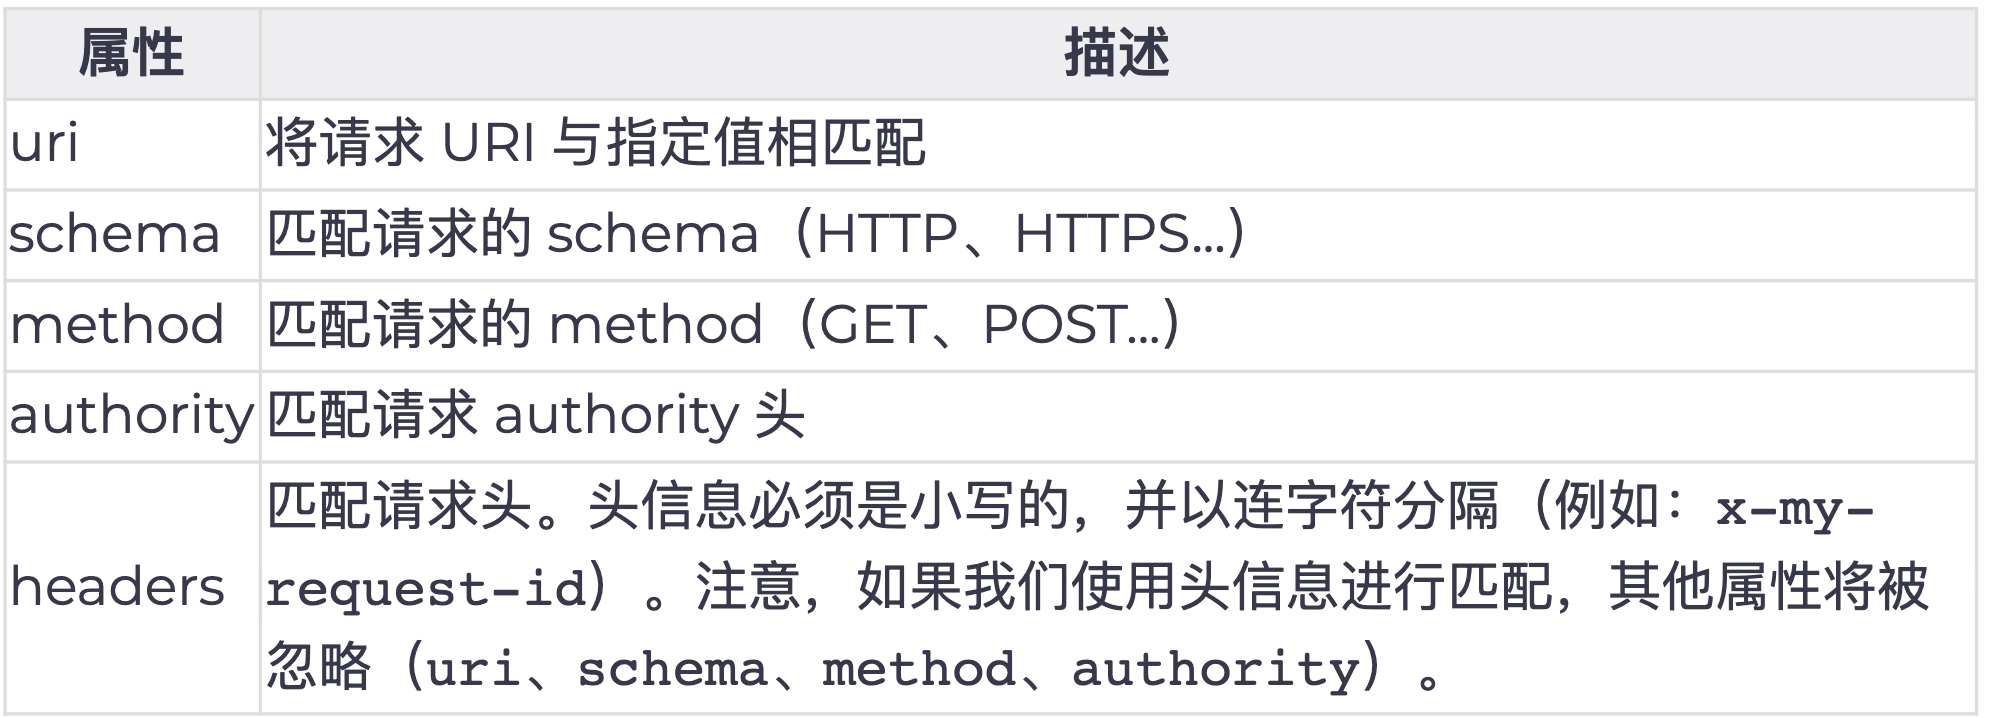 属性 描述
uri 将请求 URI 与指定值相匹配
schema 匹配请求的 schema（HTTP、HTTPS...）
method 匹配请求的 method（GET、POST...）
authority 匹配请求 authority 头
匹配请求头。头信息必须是小写的，并以连字符分隔（例如：x-my-
headers request-id）。注意，如果我们使用头信息进行匹配，其他属性将被
忽略（uri、schema、method、authority）。